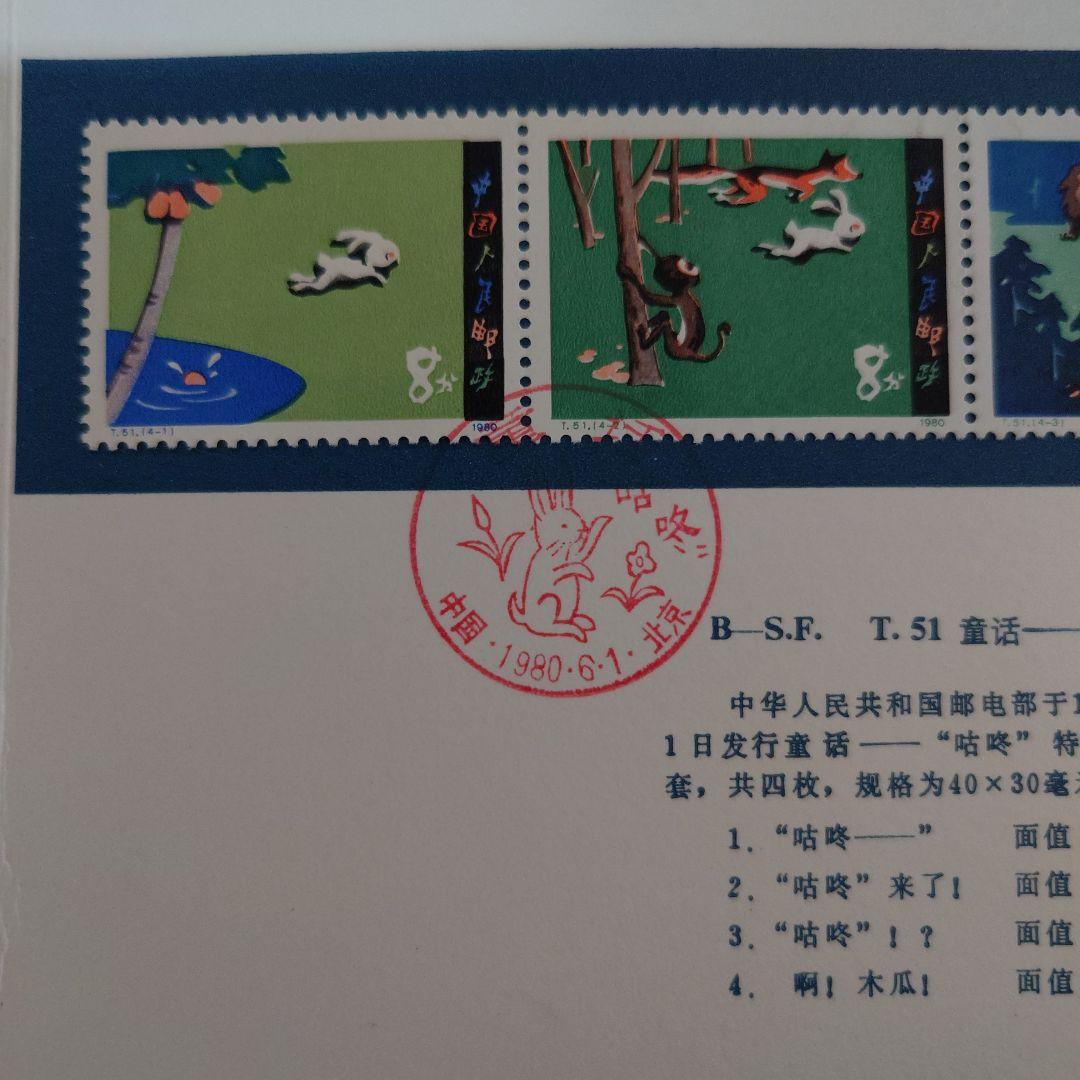 中国人民邮政
8分
T.51.(4-1)
1980
中国人民邮政
8分
T.51.(4-2)
1980
T.51.(4-3)
咕咚
中国·1980·6·1·北京
B—S.F. T.51 童话—
中华人民共和国邮电部于1
1日发行童话——“咕咚”特
套，共四枚，规格为40×30毫米
1. “咕咚——” 面值
2. “咕咚”来了! 面值
3. “咕咚”!? 面值
4. 啊!木瓜! 面值